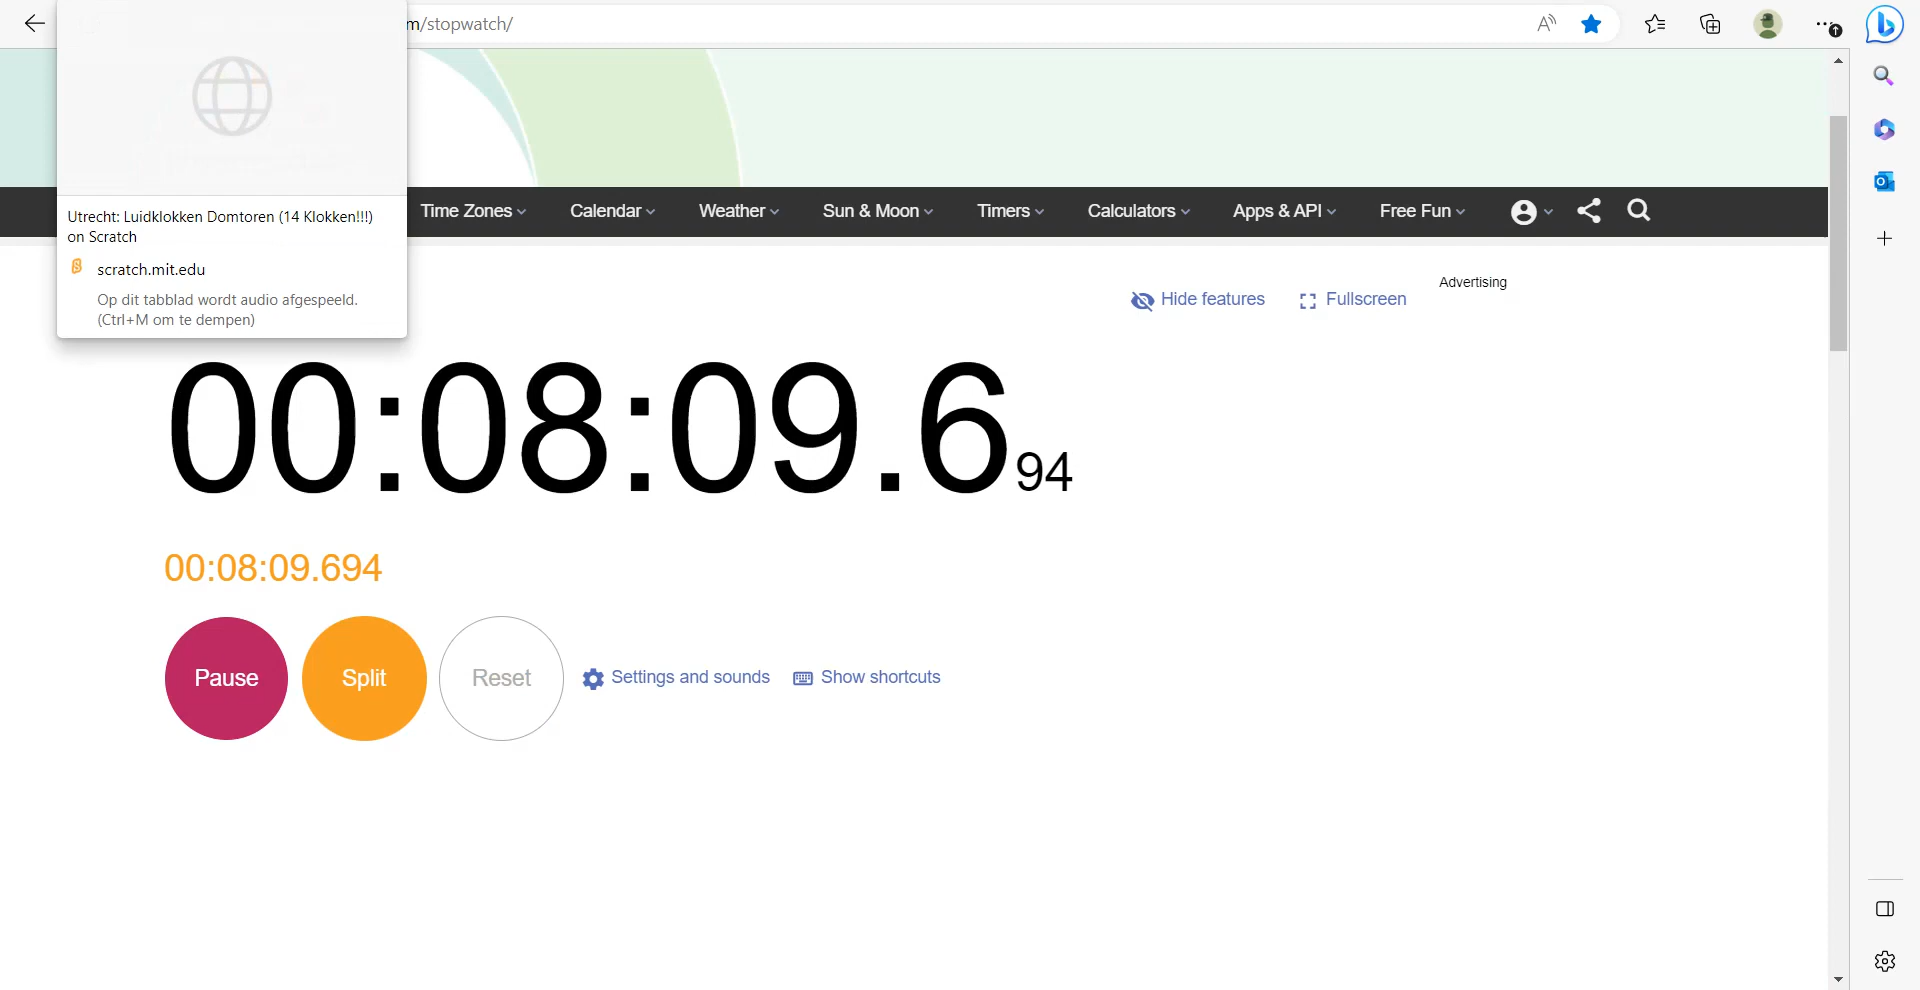 m/stopwatch/
Utrecht: Luidklokken Domtoren (14 Klokken!!!)
on Scratch
scratch.mit.edu
Op dit tabblad wordt audio afgespeeld.
(Ctrl+M om te dempen)
Time Zones Calendar Weather Sun & Moon Timers Calculators Apps & API Free Fun
Hide features Fullscreen
Advertising
00:08:09.694
00:08:09.694
Pause Split Reset Settings and sounds Show shortcuts